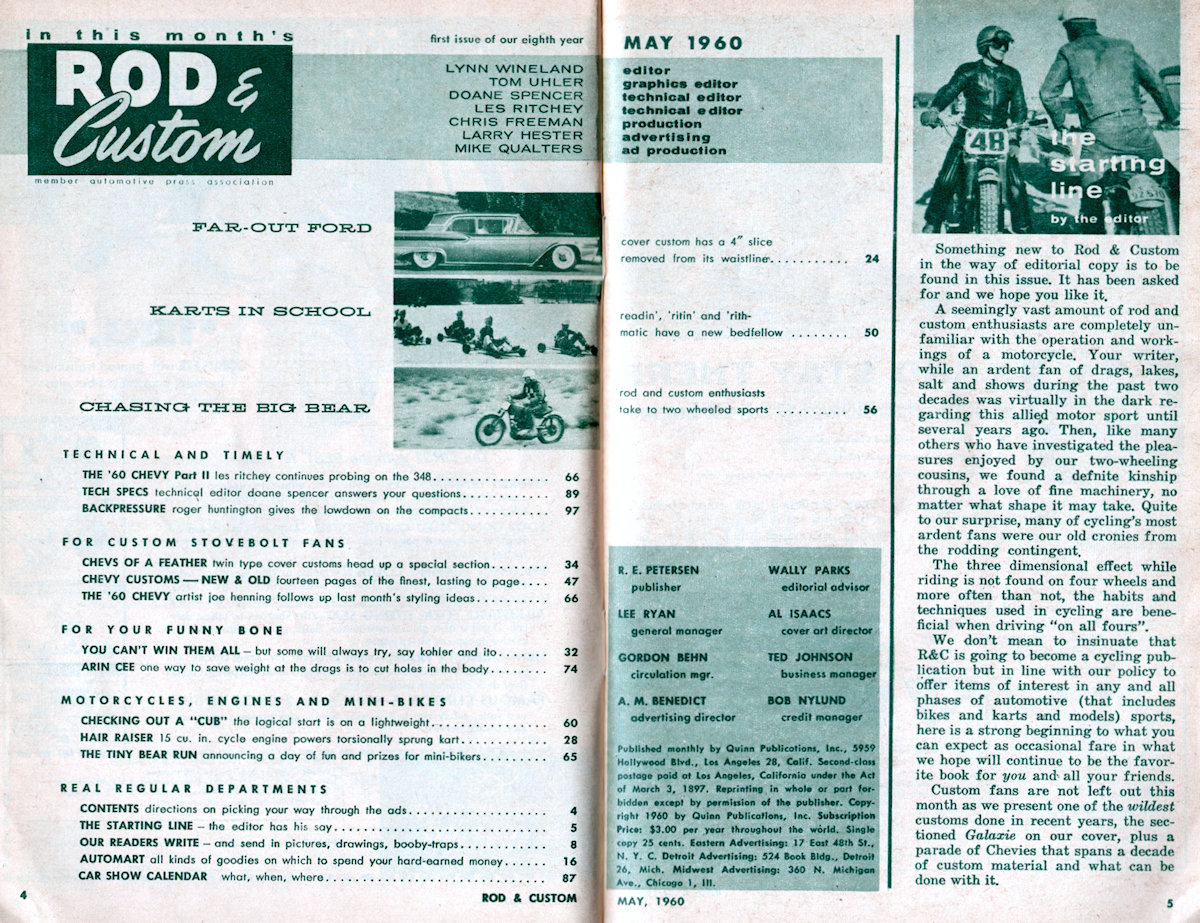 in this month's
ROD &
Custom
member automotive press association
first issue of our eighth year
LYNN WINELAND
TOM UHLER
DOANE SPENCER
LES RITCHEY
CHRIS FREEMAN
LARRY HESTER
MIKE QUALTERS
MAY 1960
editor
graphics editor
technical editor
technical editor
production
advertising
ad production
FAR-OUT FORD
cover custom has a 4″ slice
removed from its waistline........... 24
KARTS IN SCHOOL
readin', 'ritin' and 'rith-
matic have a new bedfellow ........ 50
CHASING THE BIG BEAR
rod and custom enthusiasts
take to two wheeled sports .......... 56
TECHNICAL AND TIMELY
THE '60 CHEVY Part II les ritchey continues probing on the 348................ 66
TECH SPECS technical editor doane spencer answers your questions............ 89
BACKPRESSURE roger huntington gives the lowdown on the compacts........... 97
FOR CUSTOM STOVEBOLT FANS
CHEVS OF A FEATHER twin type cover customs head up a special section........ 34
CHEVY CUSTOMS — NEW & OLD fourteen pages of the finest, lasting to page.... 47
THE '60 CHEVY artist joe henning follows up last month's styling ideas.......... 66
FOR YOUR FUNNY BONE
YOU CAN'T WIN THEM ALL – but some will always try, say kohler and ito....... 32
ARIN CEE one way to save weight at the drags is to cut holes in the body........ 74
MOTORCYCLES, ENGINES AND MINI-BIKES
CHECKING OUT A "CUB" the logical start is on a lightweight................. 60
HAIR RAISER 15 cu. in. cycle engine powers torsionally sprung kart............ 28
THE TINY BEAR RUN announcing a day of fun and prizes for mini-bikers......... 65
REAL REGULAR DEPARTMENTS
CONTENTS directions on picking your way through the ads....................... 4
THE STARTING LINE – the editor has his say.............................. 5
OUR READERS WRITE – and send in pictures, drawings, booby-traps............ 8
AUTOMART all kinds of goodies on which to spend your hard-earned money...... 16
CAR SHOW CALENDAR what, when, where................................ 87
4
ROD & CUSTOM
R. E. PETERSEN
publisher
WALLY PARKS
editorial advisor
LEE RYAN
general manager
AL ISAACS
cover art director
GORDON BEHN
circulation mgr.
TED JOHNSON
business manager
A. M. BENEDICT
advertising director
BOB NYLUND
credit manager
Published monthly by Quinn Publications, Inc., 5959
Hollywood Blvd., Los Angeles 28, Calif. Second-class
postage paid at Los Angeles, California under the Act
of March 3, 1897. Reprinting in whole or part for-
bidden except by permission of the publisher. Copy-
right 1960 by Quinn Publications, Inc. Subscription
Price: $3.00 per year throughout the world. Single
copy 25 cents. Eastern Advertising: 17 East 48th St.,
N. Y. C. Detroit Advertising: 524 Book Bldg., Detroit
26, Mich. Midwest Advertising: 360 N. Michigan
Ave., Chicago 1, Ill.
MAY, 1960
48
the
starting
line
by the editor
Something new to Rod & Custom
in the way of editorial copy is to be
found in this issue. It has been asked
for and we hope you like it.
A seemingly vast amount of rod and
custom enthusiasts are completely un-
familiar with the operation and work-
ings of a motorcycle. Your writer,
while an ardent fan of drags, lakes,
salt and shows during the past two
decades was virtually in the dark re-
garding this allied motor sport until
several years ago. Then, like many
others who have investigated the plea-
sures enjoyed by our two-wheeling
cousins, we found a defnite kinship
through a love of fine machinery, no
matter what shape it may take. Quite
to our surprise, many of cycling's most
ardent fans were our old cronies from
the rodding contingent.
The three dimensional effect while
riding is not found on four wheels and
more often than not, the habits and
techniques used in cycling are bene-
ficial when driving "on all fours".
We don't mean to insinuate that
R&C is going to become a cycling pub-
lication but in line with our policy to
offer items of interest in any and all
phases of automotive (that includes
bikes and karts and models) sports,
here is a strong beginning to what you
can expect as occasional fare in what
we hope will continue to be the favor-
ite book for you and all your friends.
Custom fans are not left out this
month as we present one of the wildest
customs done in recent years, the sec-
tioned Galaxie on our cover, plus a
parade of Chevies that spans a decade
of custom material and what can be
done with it.
5